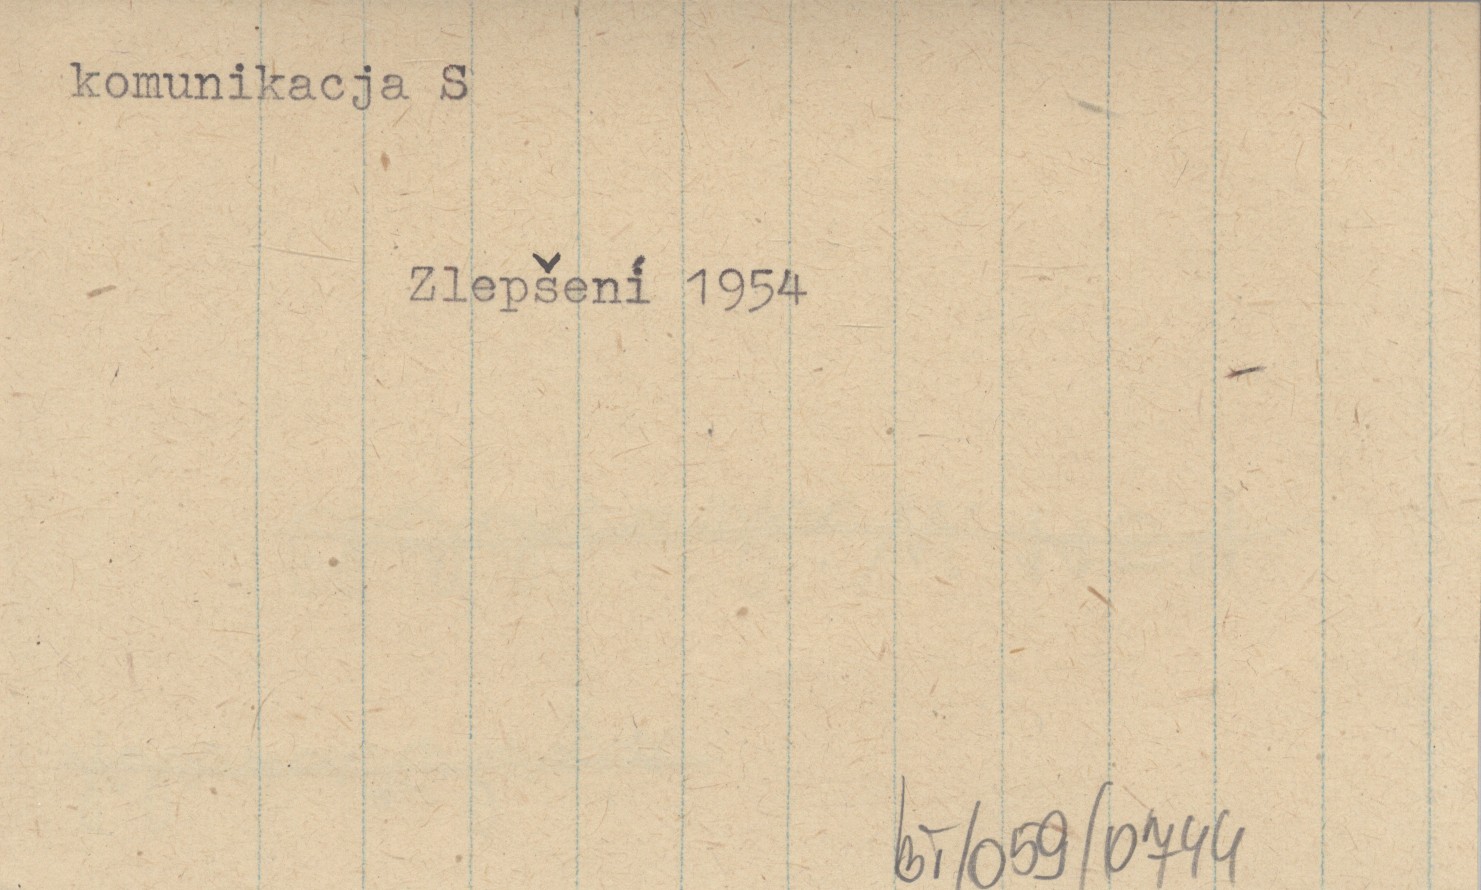 komunikacja S
Zlepšení 1954
bt/059/0744